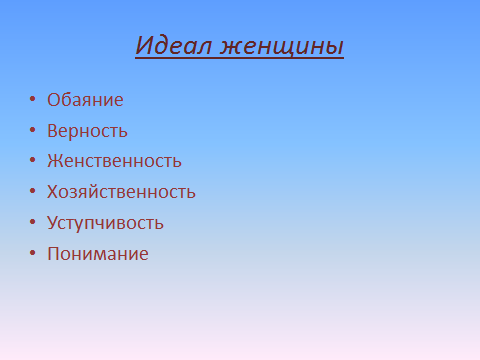 Идеал женщины
• Обаяние
• Верность
• Женственность
• Хозяйственность
• Уступчивость
• Понимание